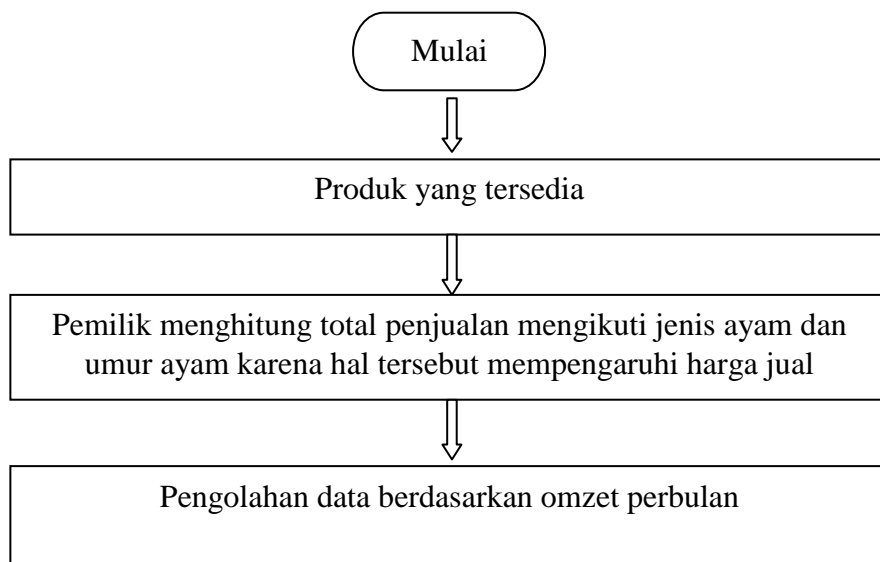 Mulai
Produk yang tersedia
Pemilik menghitung total penjualan mengikuti jenis ayam dan
umur ayam karena hal tersebut mempengaruhi harga jual
Pengolahan data berdasarkan omzet perbulan